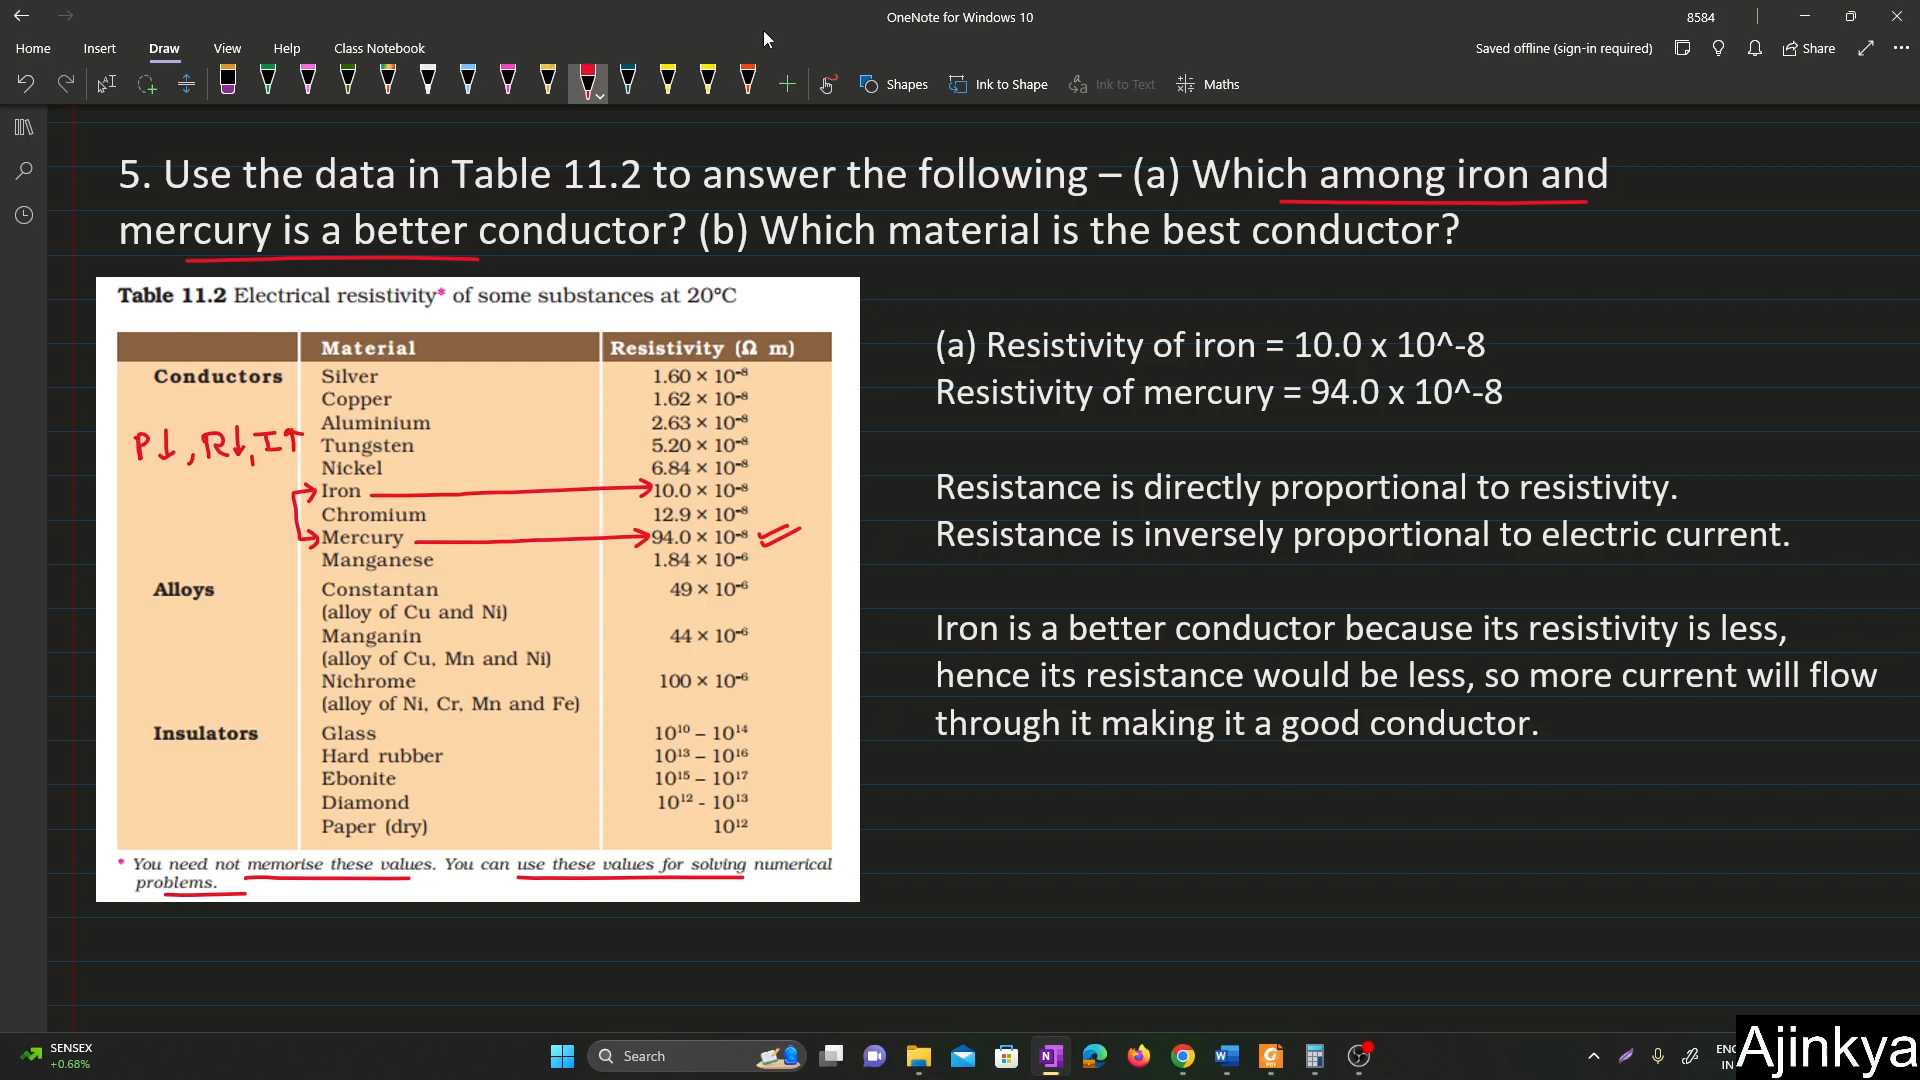 OneNote for Windows 10
8584
Home Insert Draw View Help Class Notebook
Saved offline (sign-in required) Share
Shapes Ink to Shape Ink to Text Maths
5. Use the data in Table 11.2 to answer the following – (a) Which among iron and
mercury is a better conductor? (b) Which material is the best conductor?
Table 11.2 Electrical resistivity* of some substances at 20°C
Material Resistivity (Ω m)
Conductors Silver 1.60 × 10⁻⁸
Copper 1.62 × 10⁻⁸
Aluminium 2.63 × 10⁻⁸
P↓, R↓, I↑
Tungsten 5.20 × 10⁻⁸
Nickel 6.84 × 10⁻⁸
Iron 10.0 × 10⁻⁸
Chromium 12.9 × 10⁻⁸
Mercury 94.0 × 10⁻⁸
Manganese 1.84 × 10⁻⁶
Alloys Constantan 49 × 10⁻⁶
(alloy of Cu and Ni)
Manganin 44 × 10⁻⁶
(alloy of Cu, Mn and Ni)
Nichrome 100 × 10⁻⁶
(alloy of Ni, Cr, Mn and Fe)
Insulators Glass 10¹⁰ – 10¹⁴
Hard rubber 10¹³ – 10¹⁶
Ebonite 10¹⁵ – 10¹⁷
Diamond 10¹² - 10¹³
Paper (dry) 10¹²
* You need not memorise these values. You can use these values for solving numerical
problems.
(a) Resistivity of iron = 10.0 x 10^-8
Resistivity of mercury = 94.0 x 10^-8
Resistance is directly proportional to resistivity.
Resistance is inversely proportional to electric current.
Iron is a better conductor because its resistivity is less,
hence its resistance would be less, so more current will flow
through it making it a good conductor.
SENSEX
+0.68%
Search
ENG
IN
Ajinkya